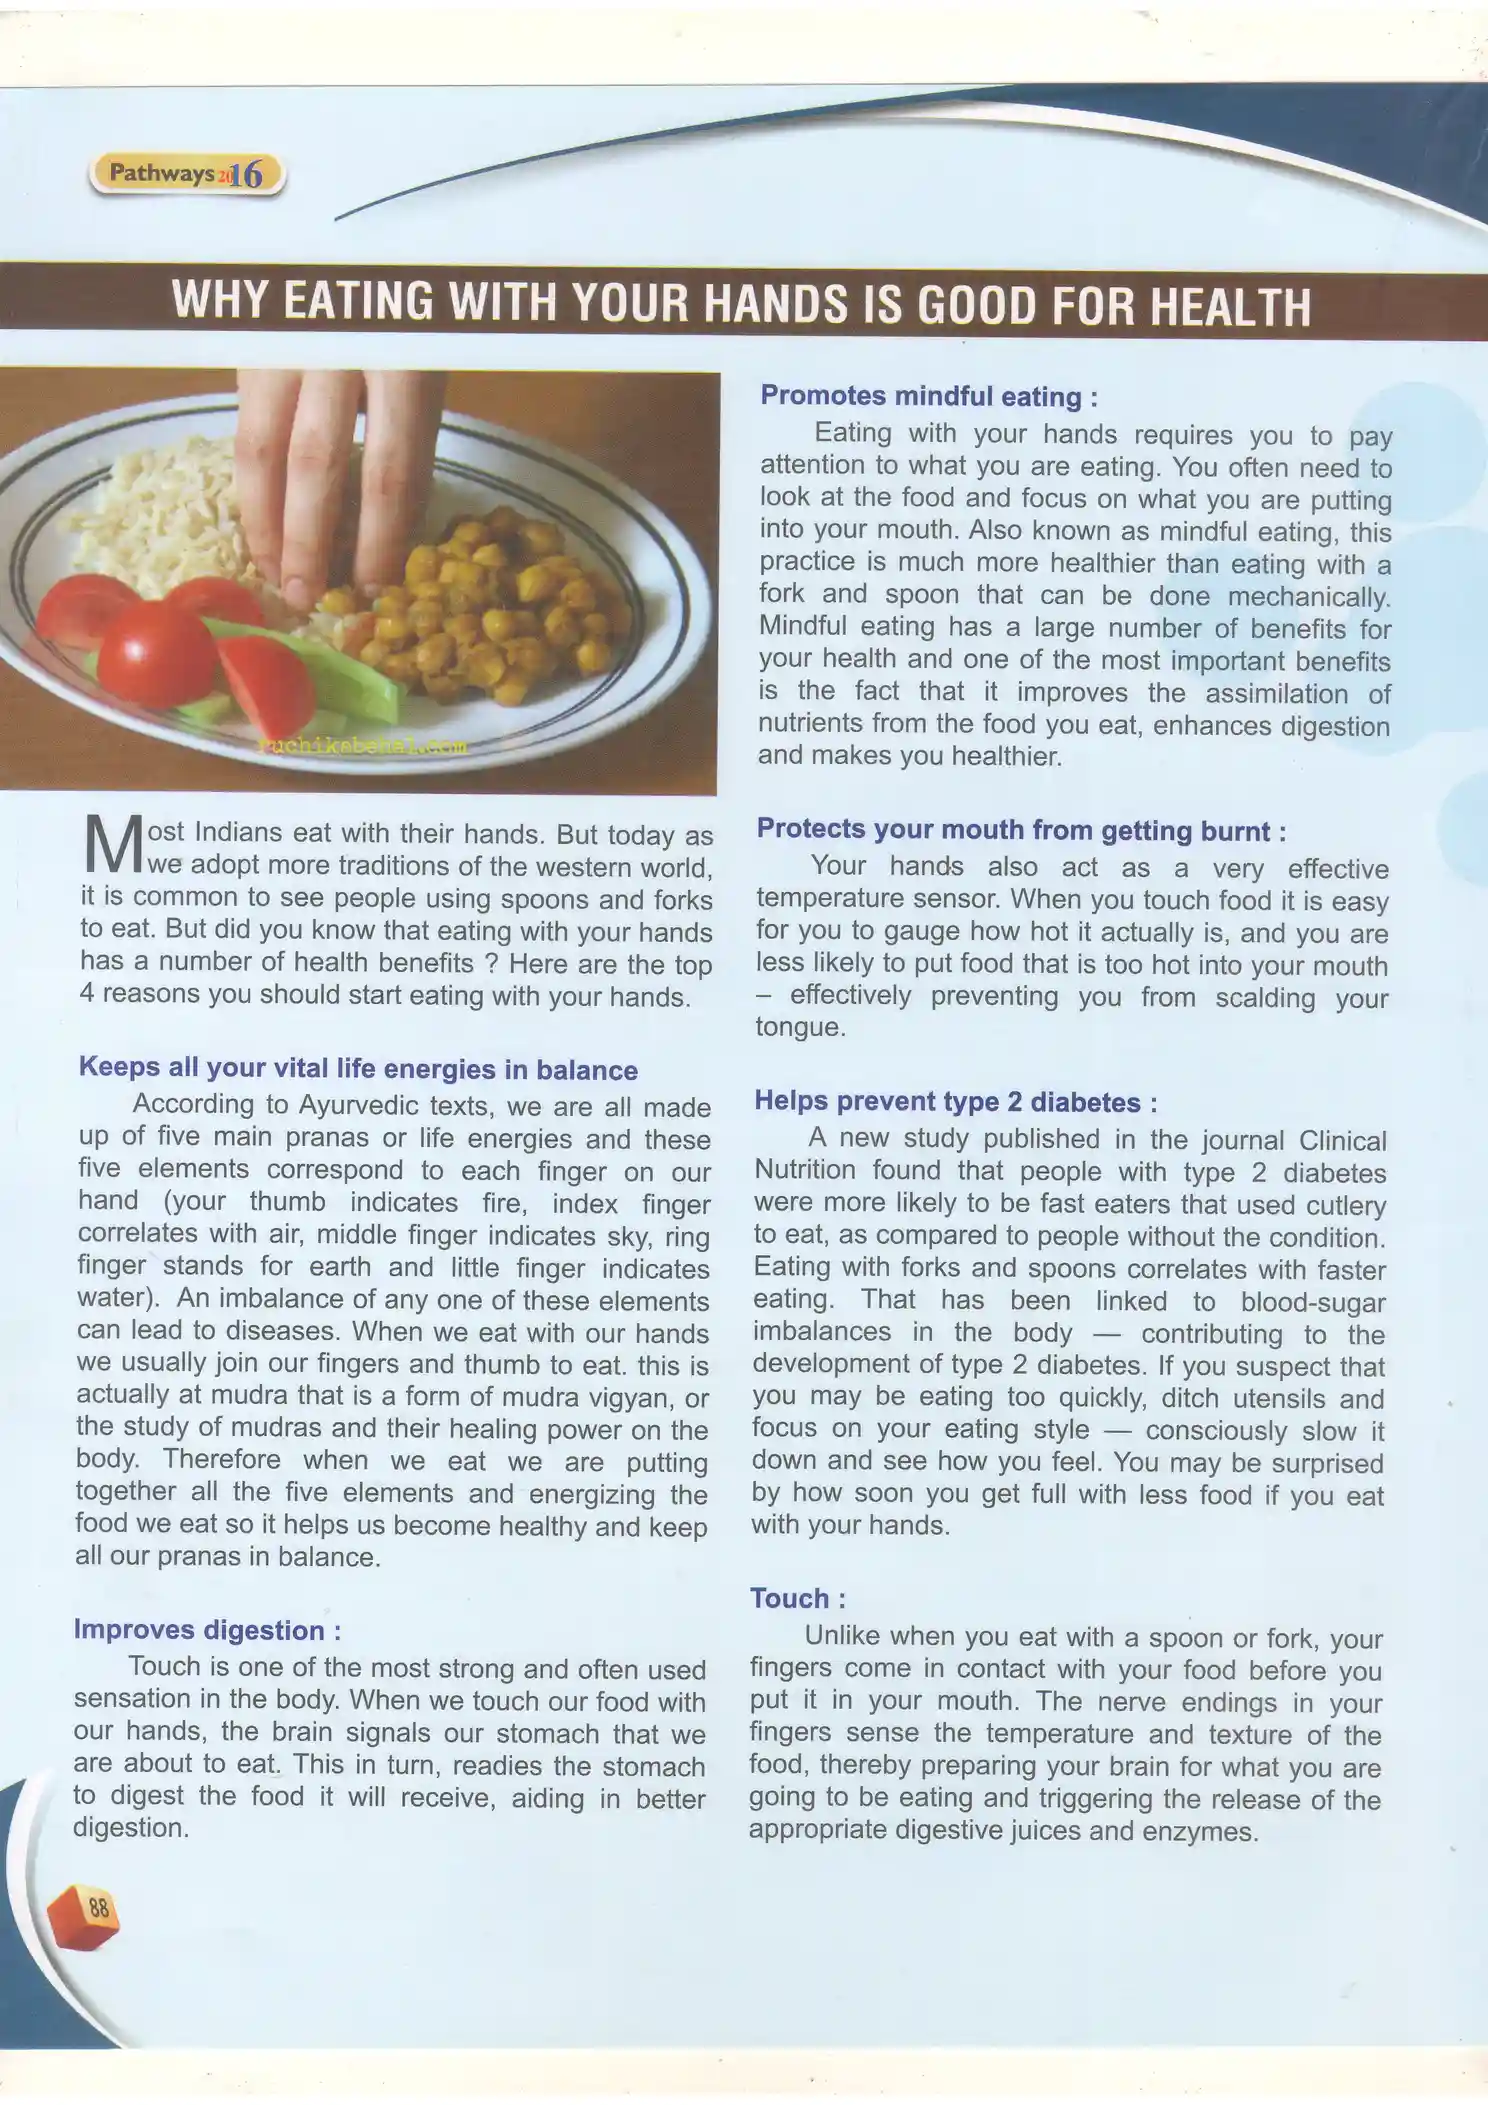 Pathways 2016
WHY EATING WITH YOUR HANDS IS GOOD FOR HEALTH
ruchikabehal.com
Most Indians eat with their hands. But today as
we adopt more traditions of the western world,
it is common to see people using spoons and forks
to eat. But did you know that eating with your hands
has a number of health benefits ? Here are the top
4 reasons you should start eating with your hands.
Keeps all your vital life energies in balance
According to Ayurvedic texts, we are all made
up of five main pranas or life energies and these
five elements correspond to each finger on our
hand (your thumb indicates fire, index finger
correlates with air, middle finger indicates sky, ring
finger stands for earth and little finger indicates
water). An imbalance of any one of these elements
can lead to diseases. When we eat with our hands
we usually join our fingers and thumb to eat. this is
actually at mudra that is a form of mudra vigyan, or
the study of mudras and their healing power on the
body. Therefore when we eat we are putting
together all the five elements and energizing the
food we eat so it helps us become healthy and keep
all our pranas in balance.
Improves digestion :
Touch is one of the most strong and often used
sensation in the body. When we touch our food with
our hands, the brain signals our stomach that we
are about to eat. This in turn, readies the stomach
to digest the food it will receive, aiding in better
digestion.
Promotes mindful eating :
Eating with your hands requires you to pay
attention to what you are eating. You often need to
look at the food and focus on what you are putting
into your mouth. Also known as mindful eating, this
practice is much more healthier than eating with a
fork and spoon that can be done mechanically.
Mindful eating has a large number of benefits for
your health and one of the most important benefits
is the fact that it improves the assimilation of
nutrients from the food you eat, enhances digestion
and makes you healthier.
Protects your mouth from getting burnt :
Your hands also act as a very effective
temperature sensor. When you touch food it is easy
for you to gauge how hot it actually is, and you are
less likely to put food that is too hot into your mouth
– effectively preventing you from scalding your
tongue.
Helps prevent type 2 diabetes :
A new study published in the journal Clinical
Nutrition found that people with type 2 diabetes
were more likely to be fast eaters that used cutlery
to eat, as compared to people without the condition.
Eating with forks and spoons correlates with faster
eating. That has been linked to blood-sugar
imbalances in the body — contributing to the
development of type 2 diabetes. If you suspect that
you may be eating too quickly, ditch utensils and
focus on your eating style — consciously slow it
down and see how you feel. You may be surprised
by how soon you get full with less food if you eat
with your hands.
Touch :
Unlike when you eat with a spoon or fork, your
fingers come in contact with your food before you
put it in your mouth. The nerve endings in your
fingers sense the temperature and texture of the
food, thereby preparing your brain for what you are
going to be eating and triggering the release of the
appropriate digestive juices and enzymes.
88